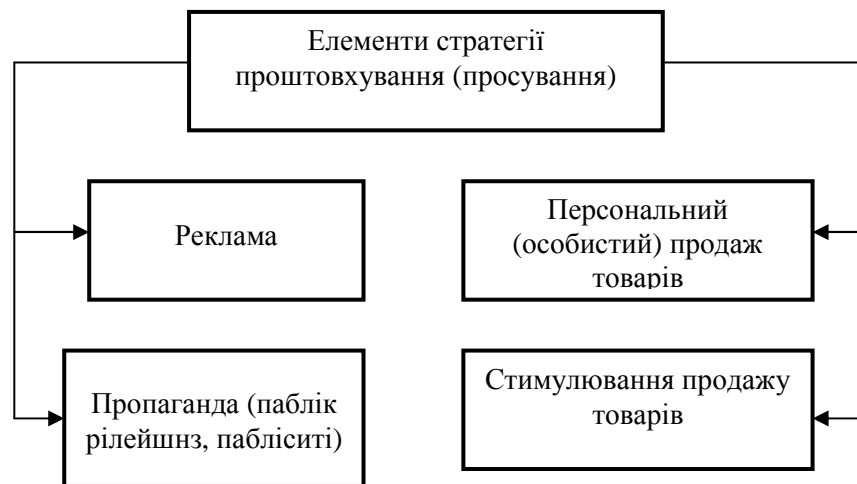 Елементи стратегії
проштовхування (просування)
Реклама
Персональний
(особистий) продаж
товарів
Пропаганда (паблік
рілейшнз, пабліситі)
Стимулювання продажу
товарів